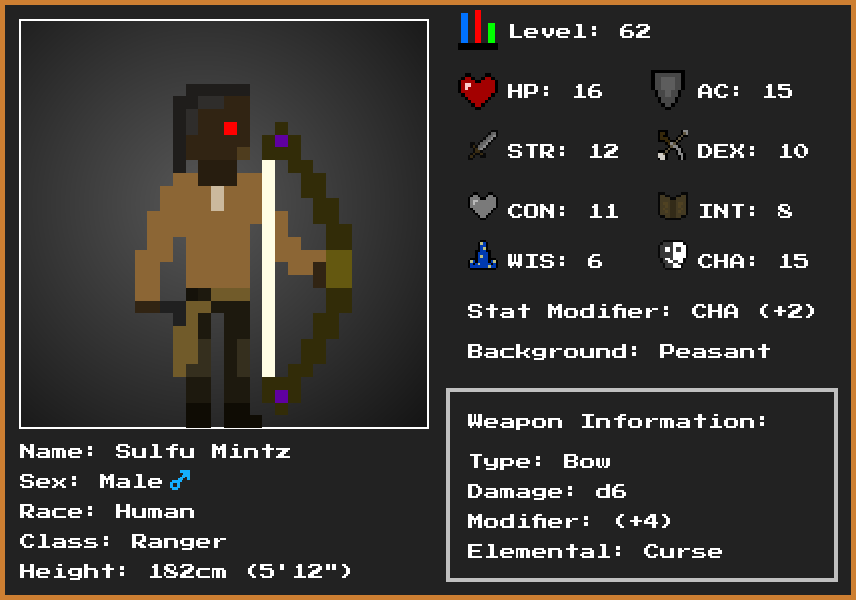 Level: 62
HP: 16 AC: 15
STR: 12 DEX: 10
CON: 11 INT: 8
WIS: 6 CHA: 15
Stat Modifier: CHA (+2)
Background: Peasant
Weapon Information:
Type: Bow
Damage: d6
Modifier: (+4)
Elemental: Curse
Name: Sulfu Mintz
Sex: Male♂
Race: Human
Class: Ranger
Height: 182cm (5'12")